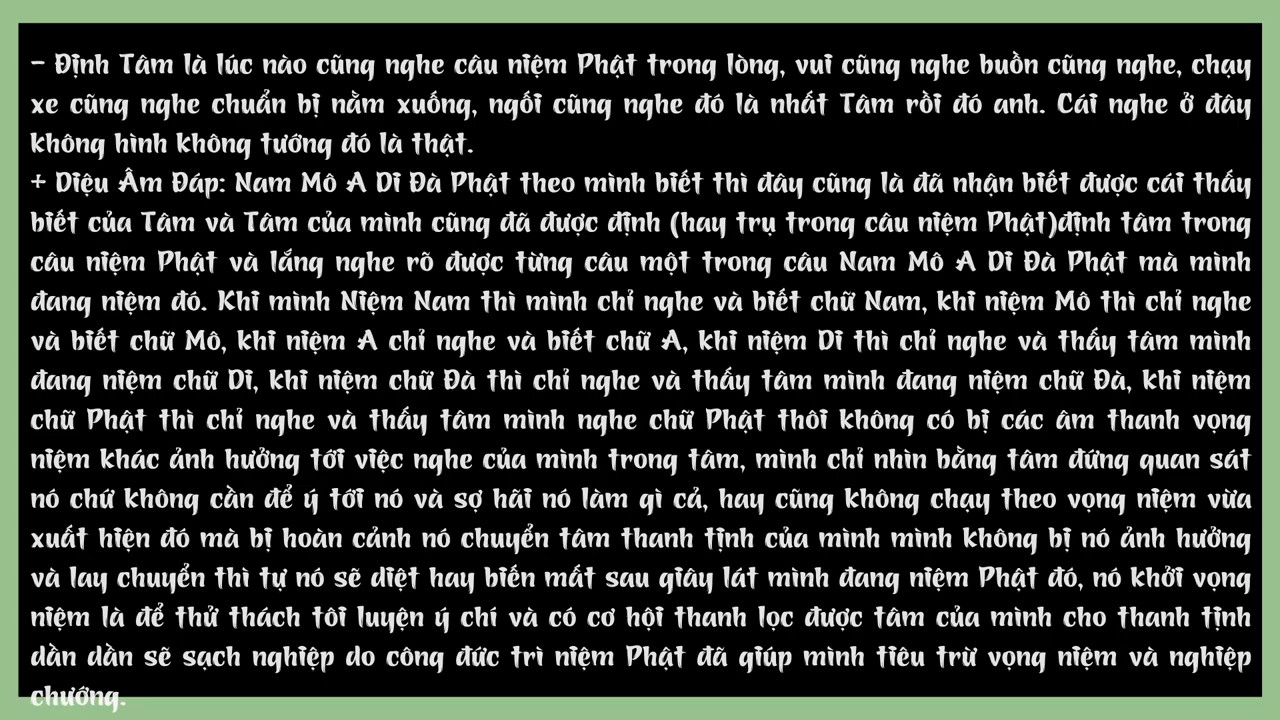 – Định Tâm là lúc nào cũng nghe câu niệm Phật trong lòng, vui cũng nghe buồn cũng nghe, chạy
xe cũng nghe chuẩn bị nằm xuống, ngối cũng nghe đó là nhất Tâm rồi đó anh. Cái nghe ở đây
không hình không tướng đó là thật.
+ Diệu Âm Đáp: Nam Mô A Di Đà Phật theo mình biết thì đây cũng là đã nhận biết được cái thấy
biết của Tâm và Tâm của mình cũng đã được định (hay trụ trong câu niệm Phật)định tâm trong
câu niệm Phật và lắng nghe rõ được từng câu một trong câu Nam Mô A Di Đà Phật mà mình
đang niệm đó. Khi mình Niệm Nam thì mình chỉ nghe và biết chữ Nam, khi niệm Mô thì chỉ nghe
và biết chữ Mô, khi niệm A chỉ nghe và biết chữ A, khi niệm Di thì chỉ nghe và thấy tâm mình
đang niệm chữ Di, khi niệm chữ Đà thì chỉ nghe và thấy tâm mình đang niệm chữ Đà, khi niệm
chữ Phật thì chỉ nghe và thấy tâm mình nghe chữ Phật thôi không có bị các âm thanh vọng
niệm khác ảnh hưởng tới việc nghe của mình trong tâm, mình chỉ nhìn bằng tâm đứng quan sát
nó chứ không cần để ý tới nó và sợ hãi nó làm gì cả, hay cũng không chạy theo vọng niệm vừa
xuất hiện đó mà bị hoàn cảnh nó chuyển tâm thanh tịnh của mình mình không bị nó ảnh hưởng
và lay chuyển thì tự nó sẽ diệt hay biến mất sau giây lát mình đang niệm Phật đó, nó khởi vọng
niệm là để thử thách tôi luyện ý chí và có cơ hội thanh lọc được tâm của mình cho thanh tịnh
dần dần sẽ sạch nghiệp do công đức trì niệm Phật đã giúp mình tiêu trừ vọng niệm và nghiệp
chướng.